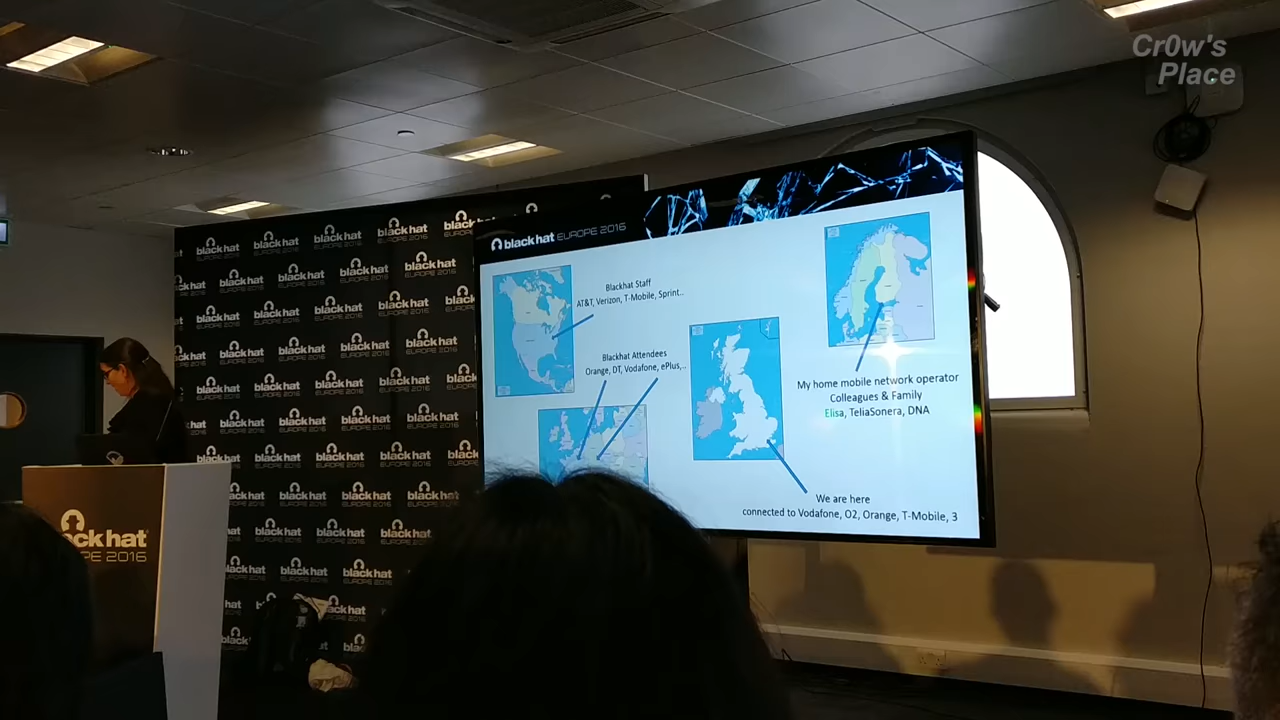 Cr0w's
Place
black hat EUROPE 2016
Blackhat Staff
AT&T, Verizon, T-Mobile, Sprint..
Blackhat Attendees
Orange, DT, Vodafone, ePlus,..
My home mobile network operator
Colleagues & Family
Elisa, TeliaSonera, DNA
We are here
connected to Vodafone, O2, Orange, T-Mobile, 3
black hat
EUROPE 2016
ck hat
PE 2016